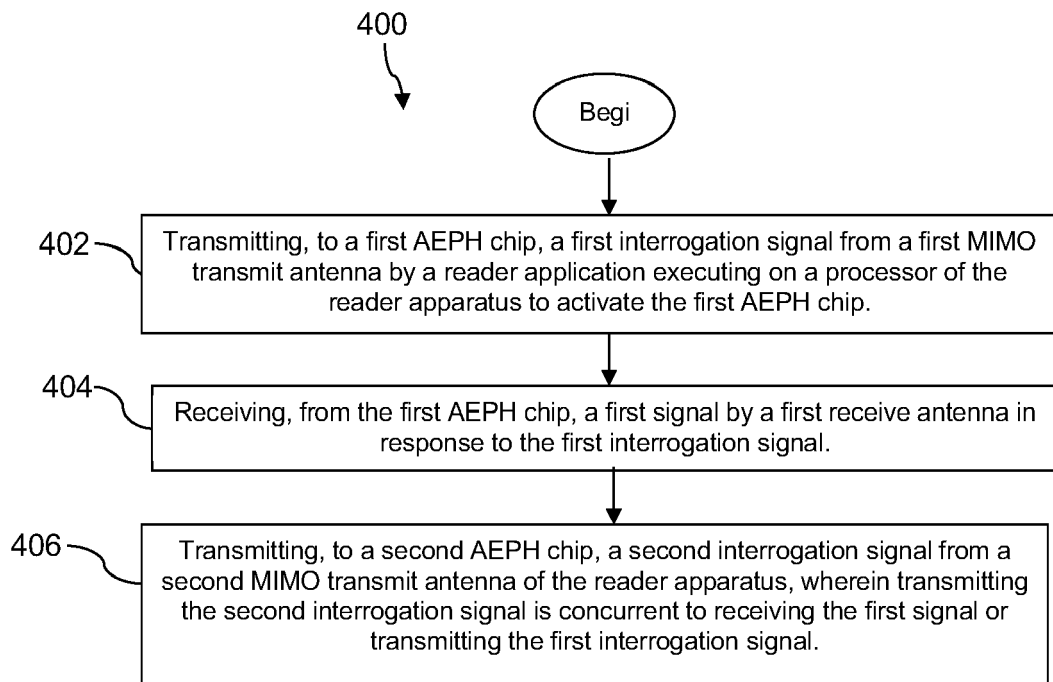 400
Begi
402
Transmitting, to a first AEPH chip, a first interrogation signal from a first MIMO
transmit antenna by a reader application executing on a processor of the
reader apparatus to activate the first AEPH chip.
404
Receiving, from the first AEPH chip, a first signal by a first receive antenna in
response to the first interrogation signal.
406
Transmitting, to a second AEPH chip, a second interrogation signal from a
second MIMO transmit antenna of the reader apparatus, wherein transmitting
the second interrogation signal is concurrent to receiving the first signal or
transmitting the first interrogation signal.